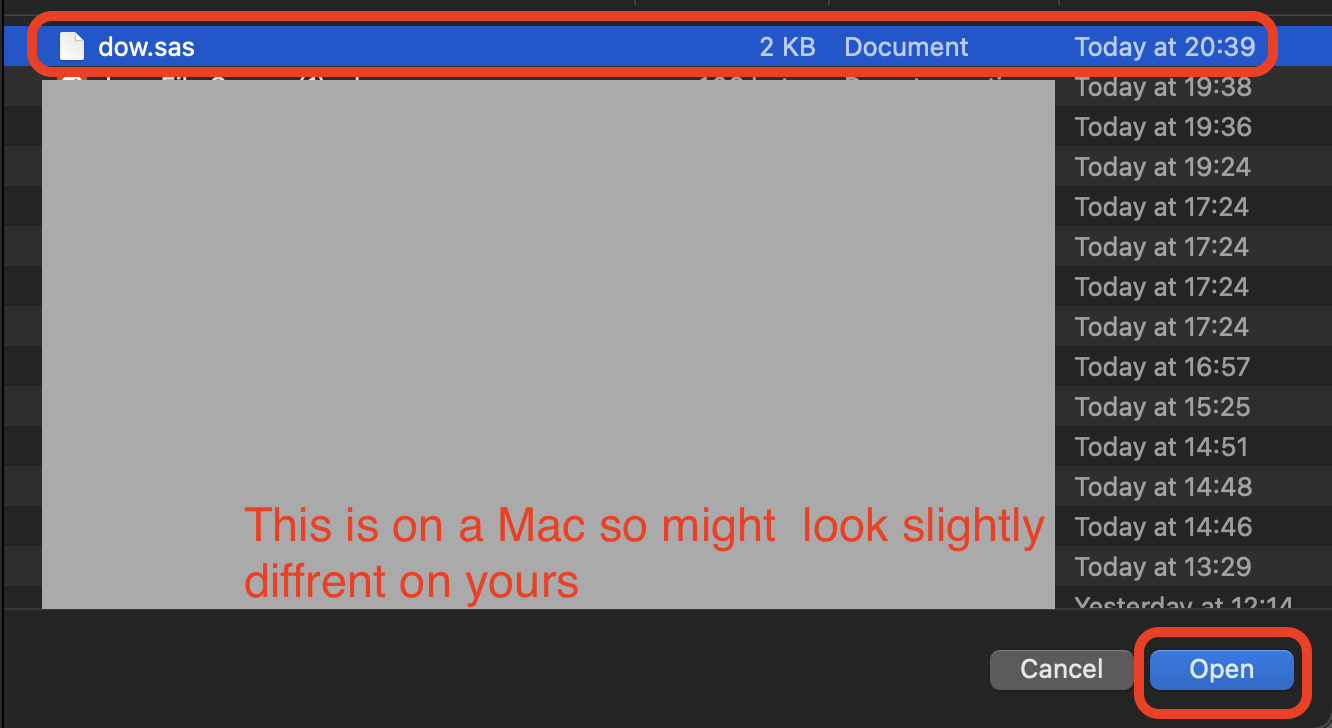 dow.sas 2 KB Document Today at 20:39
Today at 19:38
Today at 19:36
Today at 19:24
Today at 17:24
Today at 17:24
Today at 17:24
Today at 17:24
Today at 16:57
Today at 15:25
Today at 14:51
Today at 14:48
Today at 14:46
Today at 13:29
Yesterday at 12:14
This is on a Mac so might look slightly
diffrent on yours
Cancel Open